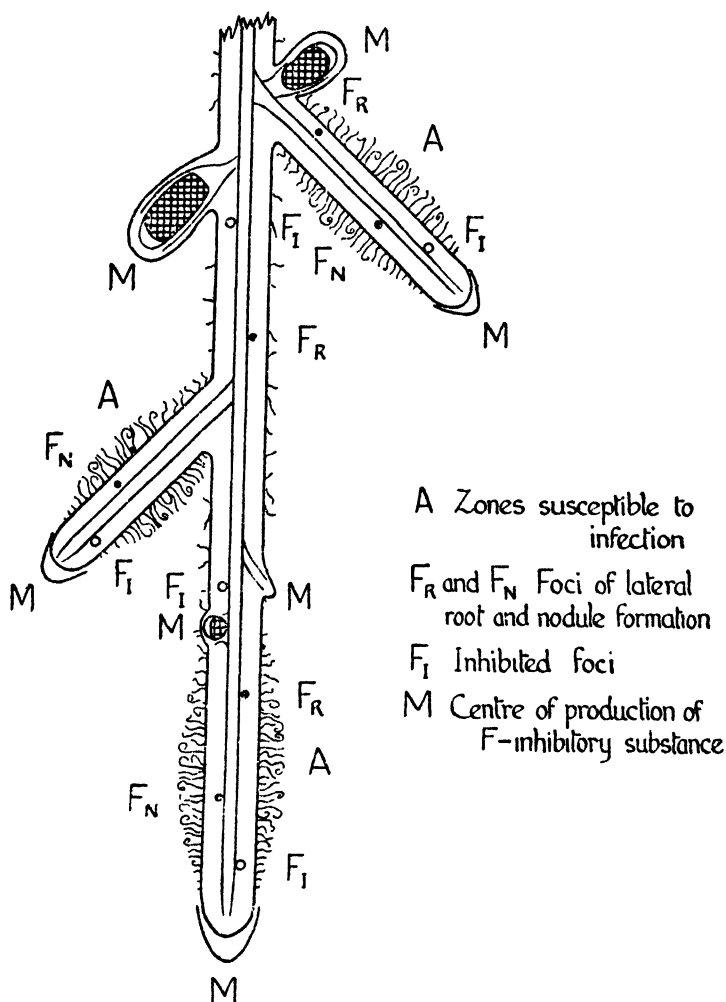 M
F_R
A
F_I
F_I
F_N
M
M
F_R
A
F_N
F_I
M
F_I
M
M
F_R
A
F_N
F_I
M
A Zones susceptible to
infection
F_R and F_N Foci of lateral
root and nodule formation
F_I Inhibited foci
M Centre of production of
F-inhibitory substance